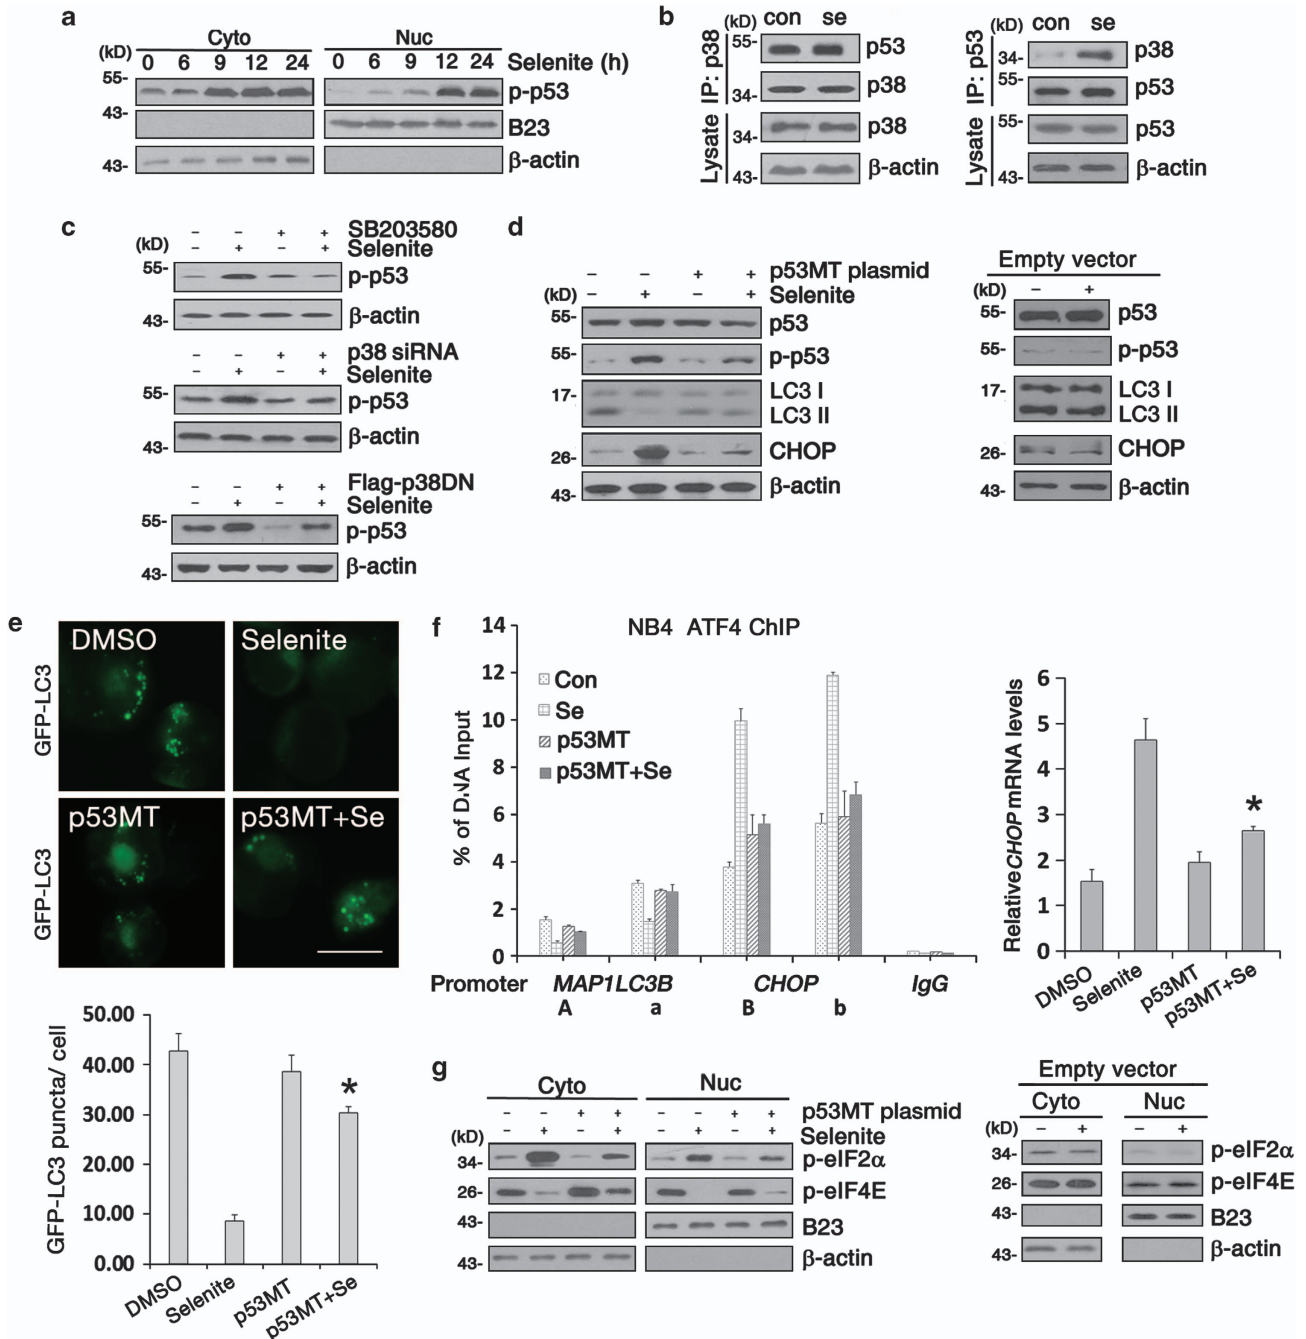 a
Cyto Nuc
(kD) 0 6 9 12 24 0 6 9 12 24 Selenite (h)
55- p-p53
43- B23
43- β-actin
b
(kD) con se
IP: p38
55- p53
34- p38
Lysate
34- p38
43- β-actin
(kD) con se
IP: p53
34- p38
55- p53
Lysate
55- p53
43- β-actin
c
- - + + SB203580
(kD) - + - + Selenite
55- p-p53
43- β-actin
- - + + p38 siRNA
- + - + Selenite
55- p-p53
43- β-actin
- - + + Flag-p38DN
- + - + Selenite
55- p-p53
43- β-actin
d
- - + + p53MT plasmid
(kD) - + - + Selenite
55- p53
55- p-p53
17- LC3 I
LC3 II
26- CHOP
43- β-actin
Empty vector
(kD) - +
55- p53
55- p-p53
17- LC3 I
LC3 II
26- CHOP
43- β-actin
e
GFP-LC3
DMSO Selenite
GFP-LC3
p53MT p53MT+Se
GFP-LC3 puncta/ cell
50.00
40.00
30.00
20.00
10.00
0.00
*
DMSO Selenite p53MT p53MT+Se
f
NB4 ATF4 ChIP
% of DNA Input
14
12
10
8
6
4
2
0
Con
Se
p53MT
p53MT+Se
Promoter MAP1LC3B CHOP IgG
A a B b
Relative CHOP mRNA levels
6
5
4
3
2
1
0
*
DMSO Selenite p53MT p53MT+Se
g
Cyto Nuc
- - + + - - + + p53MT plasmid
(kD) - + - + - + - + Selenite
34- p-eIF2α
26- p-eIF4E
43- B23
43- β-actin
Empty vector
Cyto Nuc
(kD) - + - +
34- p-eIF2α
26- p-eIF4E
43- B23
43- β-actin